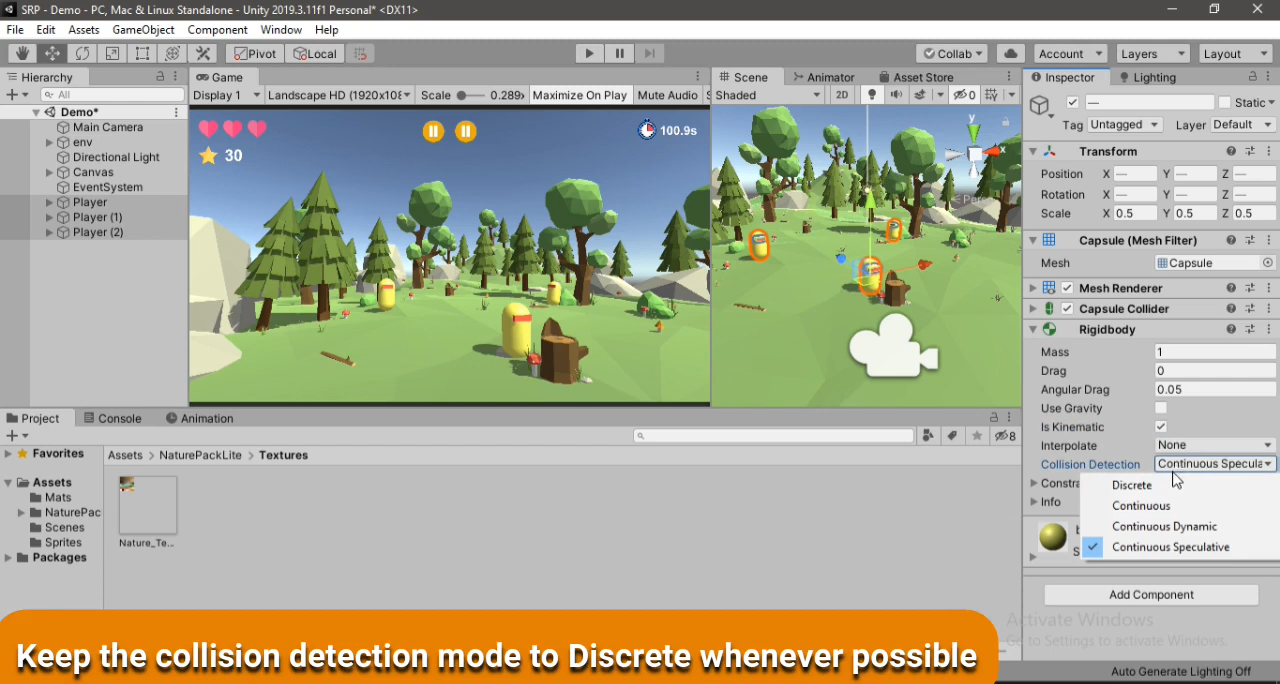 SRP - Demo - PC, Mac & Linux Standalone - Unity 2019.3.11f1 Personal* <DX11>
File Edit Assets GameObject Component Window Help
Pivot Local Collab Account Layers Layout
Hierarchy
All
Demo*
Main Camera
env
Directional Light
Canvas
EventSystem
Player
Player (1)
Player (2)
Game
Display 1 Landscape HD (1920x108 Scale 0.289 Maximize On Play Mute Audio
100.9s
30
Scene Animator Asset Store
Shaded 2D 0
y
x
Pers
Inspector Lighting
— Static
Tag Untagged Layer Default
Transform
Position X — Y — Z —
Rotation X — Y — Z —
Scale X 0.5 Y 0.5 Z 0.5
Capsule (Mesh Filter)
Mesh Capsule
Mesh Renderer
Capsule Collider
Rigidbody
Mass 1
Drag 0
Angular Drag 0.05
Use Gravity
Is Kinematic
Interpolate None
Collision Detection Continuous Specula
Constra
Info
Discrete
Continuous
Continuous Dynamic
Continuous Speculative
Add Component
Project Console Animation
8
Favorites
Assets
Mats
NaturePac
Scenes
Sprites
Packages
Assets > NaturePackLite > Textures
Nature_Te...
Activate Windows
Go to Settings to activate Windows.
Auto Generate Lighting Off
Keep the collision detection mode to Discrete whenever possible